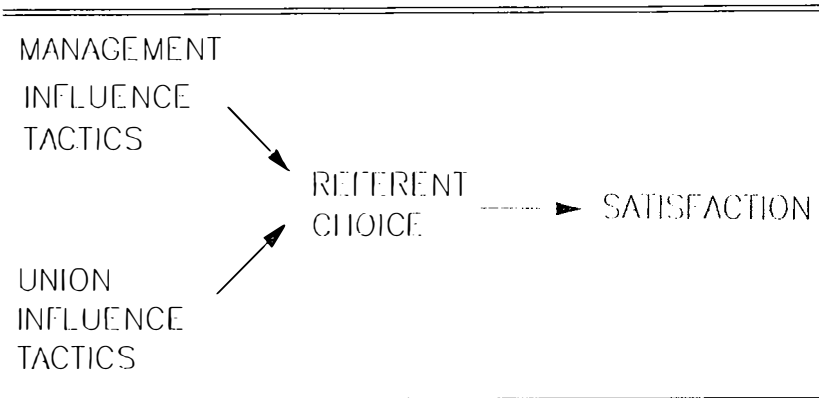 MANAGEMENT
INFLUENCE
TACTICS
REFERENT
CHOICE
SATISFACTION
UNION
INFLUENCE
TACTICS